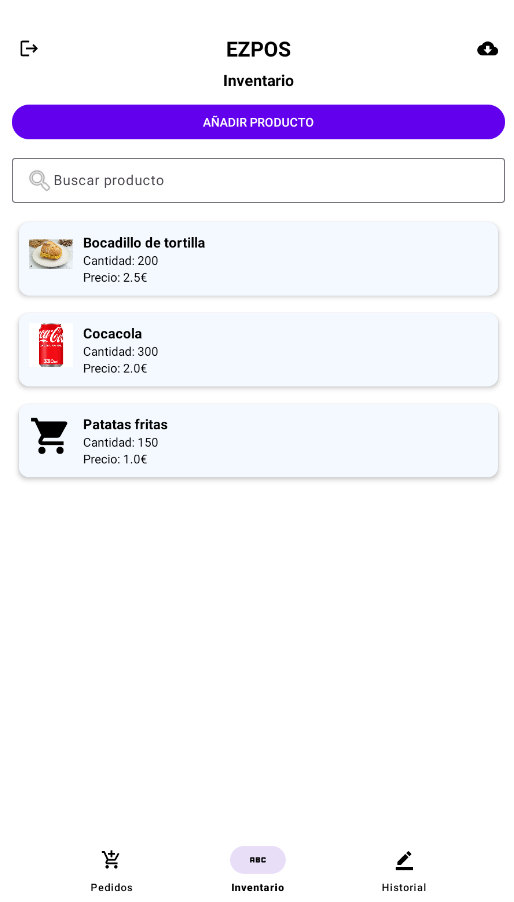 EZPOS
Inventario
AÑADIR PRODUCTO
Buscar producto
Bocadillo de tortilla
Cantidad: 200
Precio: 2.5€
Cocacola
Cantidad: 300
Precio: 2.0€
Patatas fritas
Cantidad: 150
Precio: 1.0€
ABC
Pedidos
Inventario
Historial